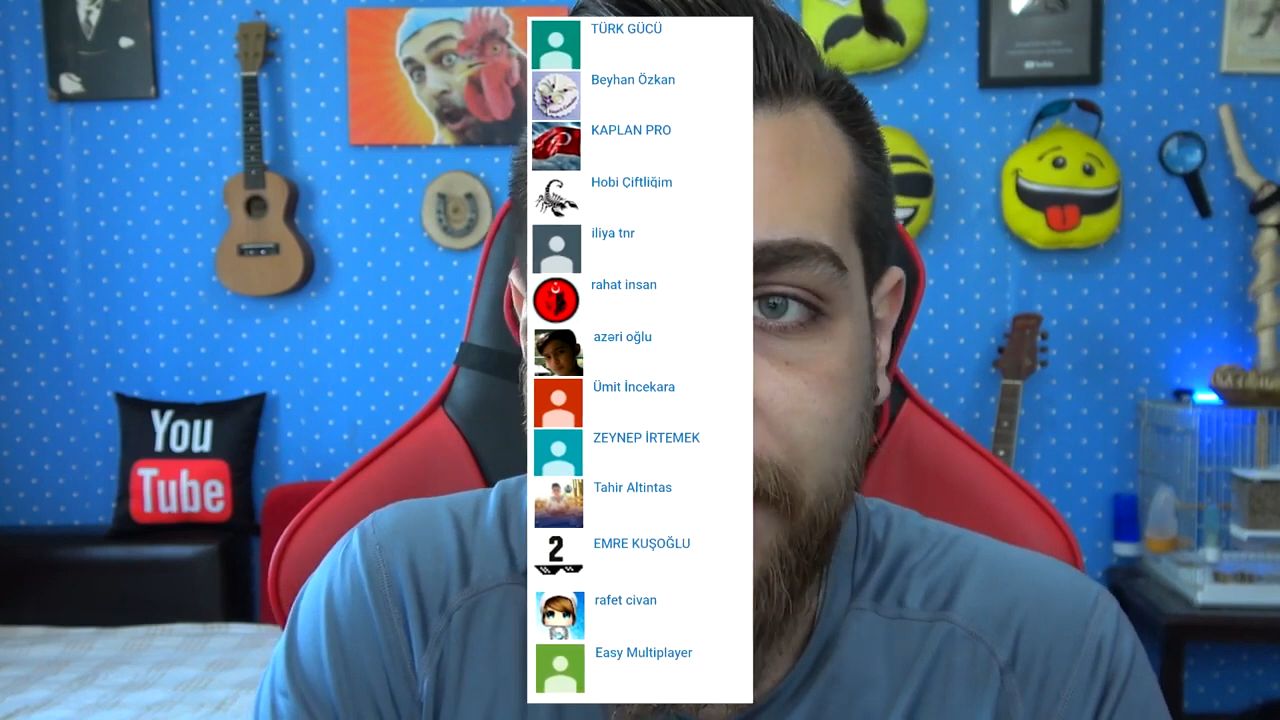 TÜRK GÜCÜ
Beyhan Özkan
KAPLAN PRO
Hobi Çiftliğim
iliya tnr
rahat insan
azəri oğlu
Ümit İncekara
ZEYNEP İRTEMEK
Tahir Altintas
2
EMRE KUŞOĞLU
rafet civan
Easy Multiplayer
You
Tube